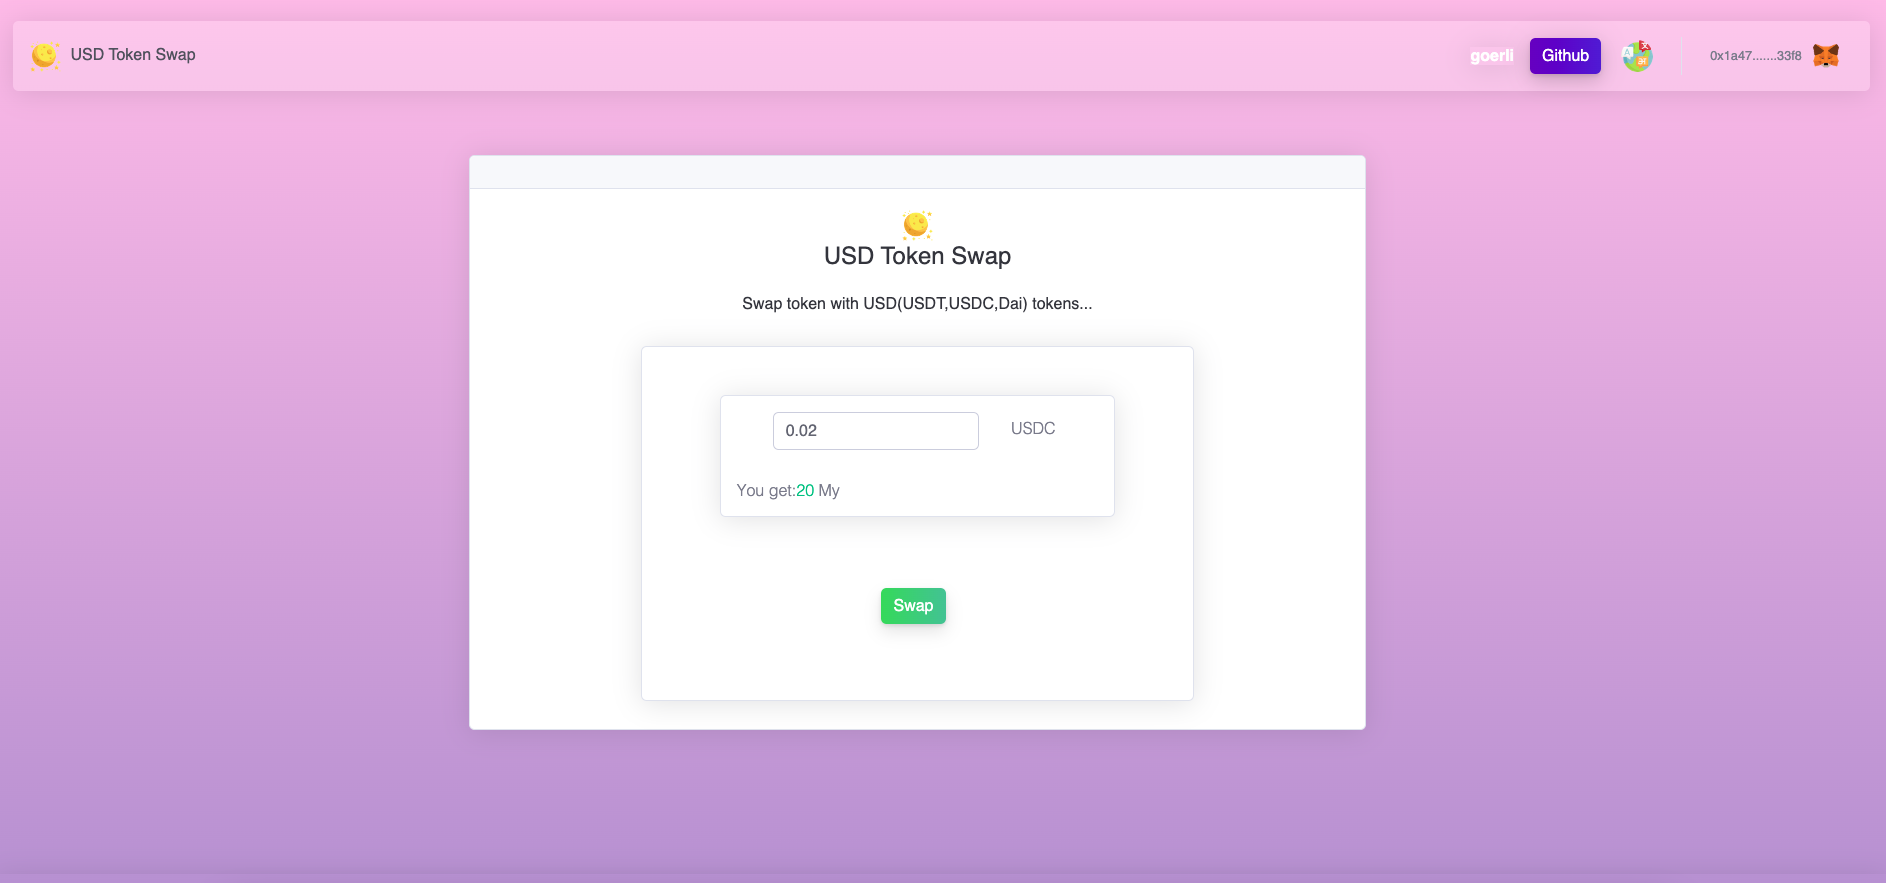 USD Token Swap
goerli
Github
0x1a47.......33f8
USD Token Swap
Swap token with USD(USDT,USDC,Dai) tokens...
0.02
USDC
You get:20 My
Swap